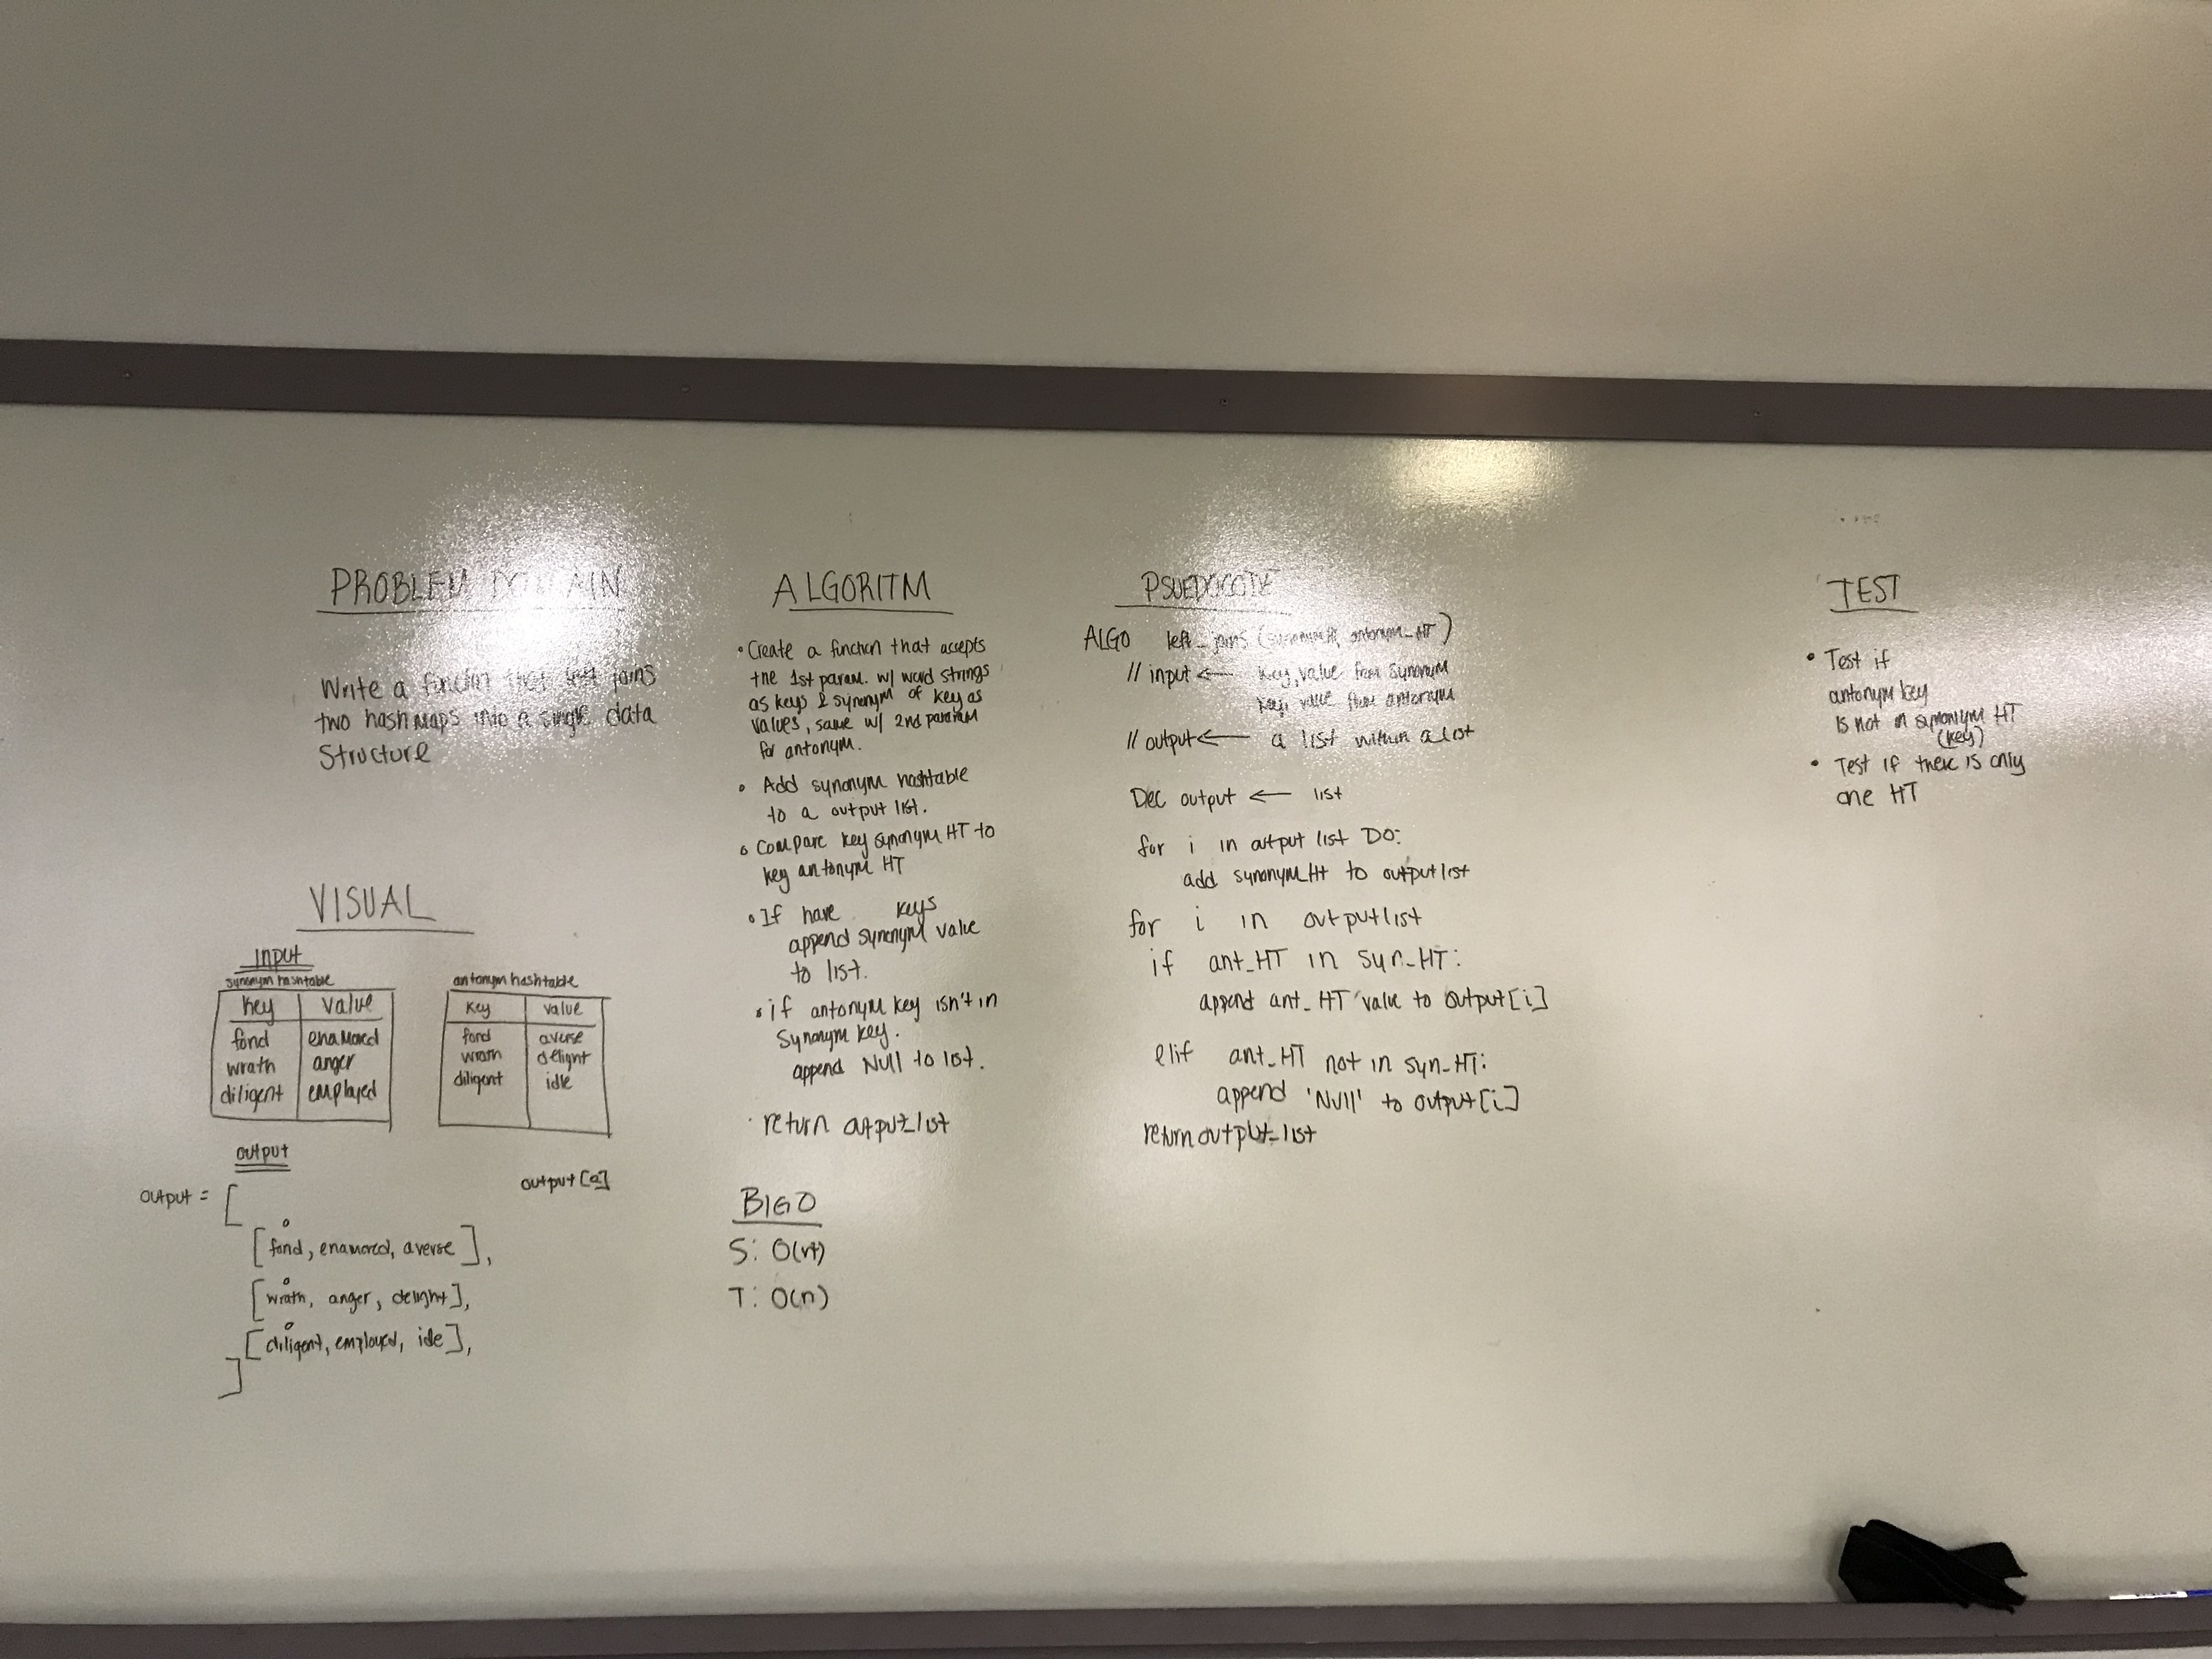 PROBLEM DOMAIN
Write a function that left joins
two hashmaps into a single data
Structure
VISUAL
Input
synonym hashtable
Key value
fond enamored
wrath anger
diligent employed
antonym hashtable
Key value
fond averse
wrath delight
diligent idle
output
output = [
[fond, enamored, averse],
[wrath, anger, delight],
[diligent, employed, idle],
]
output[a]
ALGORITM
• Create a function that accepts
the 1st param. w/ word strings
as keys & synonym of key as
values, same w/ 2nd param
for antonym.
• Add synonym hashtable
to a output list.
• Compare key synonym HT to
key antonym HT
• If have keys
append synonym value
to list.
• if antonym key isn't in
Synonym key.
append Null to list.
• return output_list
BIG O
S: O(n)
T: O(n)
PSUEDOCODE
ALGO left_joins (synonym_HT, antonym_HT)
// input ← Key, value from synonym
key, value from antonym
// output ← a list within a list
Dec output ← list
for i in output list DO:
add synonym_Ht to output list
for i in output list
if ant_HT in syn_HT:
append ant_HT value to output[i]
elif ant_HT not in syn_HT:
append 'Null' to output[i]
return output_list
TEST
• Test if
antonym key
is not in synonym HT
(key)
• Test if there is only
one HT